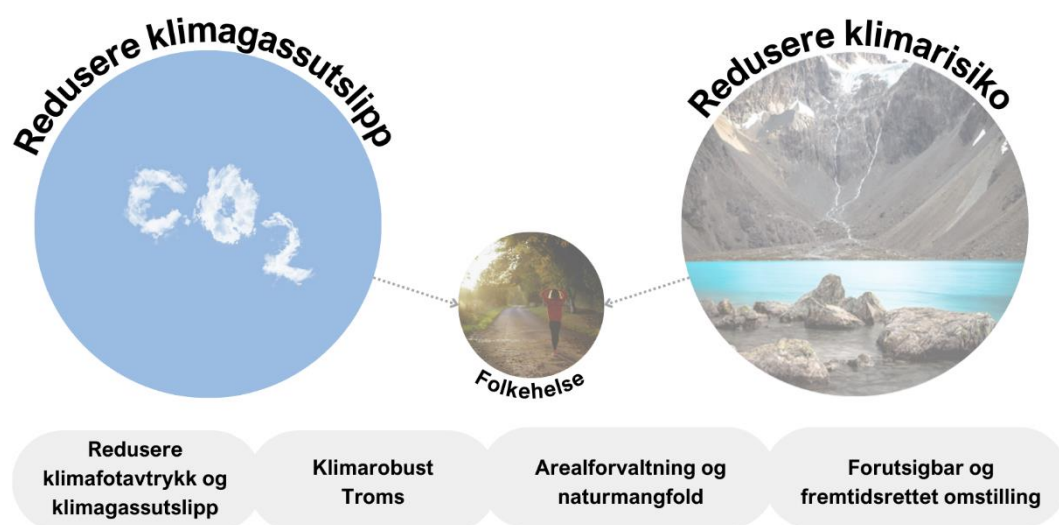 Redusere klimagassutslipp
Redusere klimarisiko
CO2
Folkehelse
Redusere
klimafotavtrykk og
klimagassutslipp
Klimarobust
Troms
Arealforvaltning og
naturmangfold
Forutsigbar og
fremtidsrettet omstilling